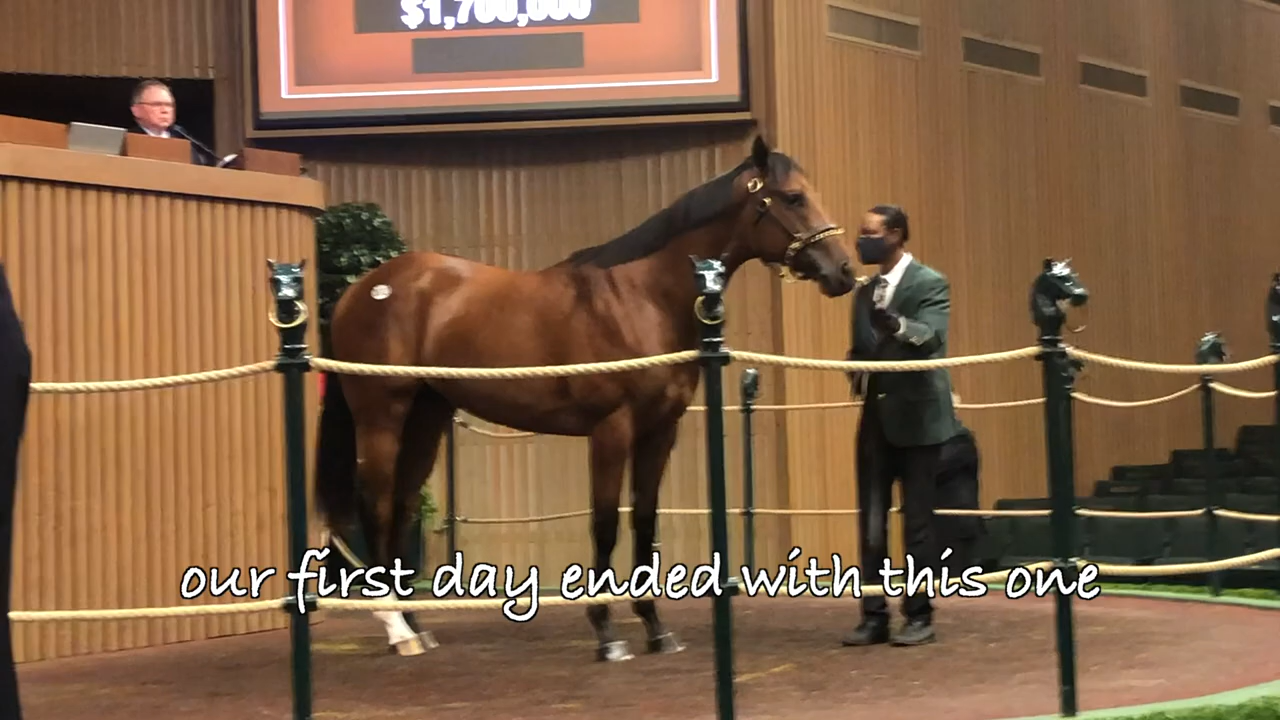 $1,700,000
our first day ended with this one